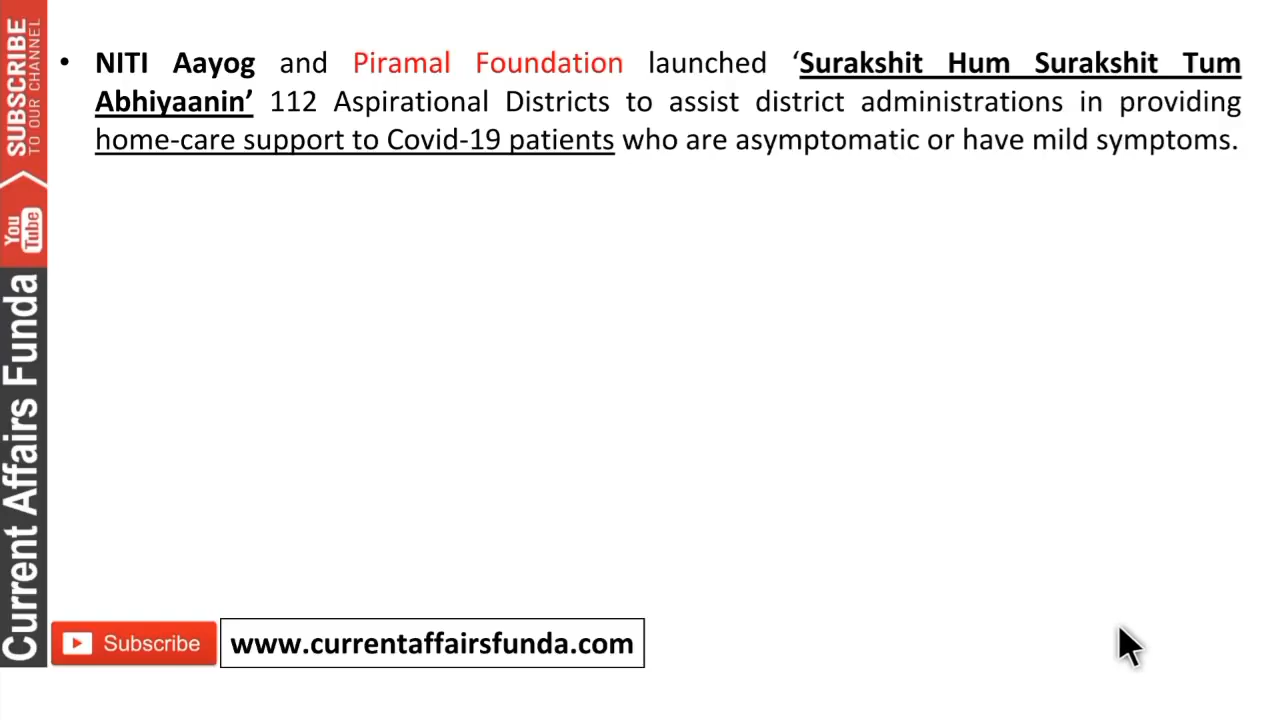 • NITI Aayog and Piramal Foundation launched ‘Surakshit Hum Surakshit Tum
Abhiyaanin’ 112 Aspirational Districts to assist district administrations in providing
home-care support to Covid-19 patients who are asymptomatic or have mild symptoms.
SUBSCRIBE
TO OUR CHANNEL
You
Tube
Current Affairs Funda
Subscribe
www.currentaffairsfunda.com